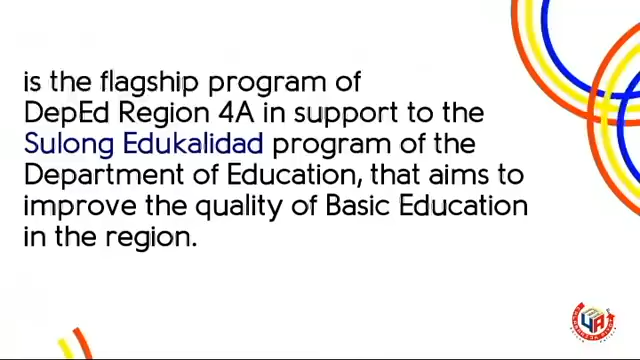 is the flagship program of
DepEd Region 4A in support to the
Sulong Edukalidad program of the
Department of Education, that aims to
improve the quality of Basic Education
in the region.
4A